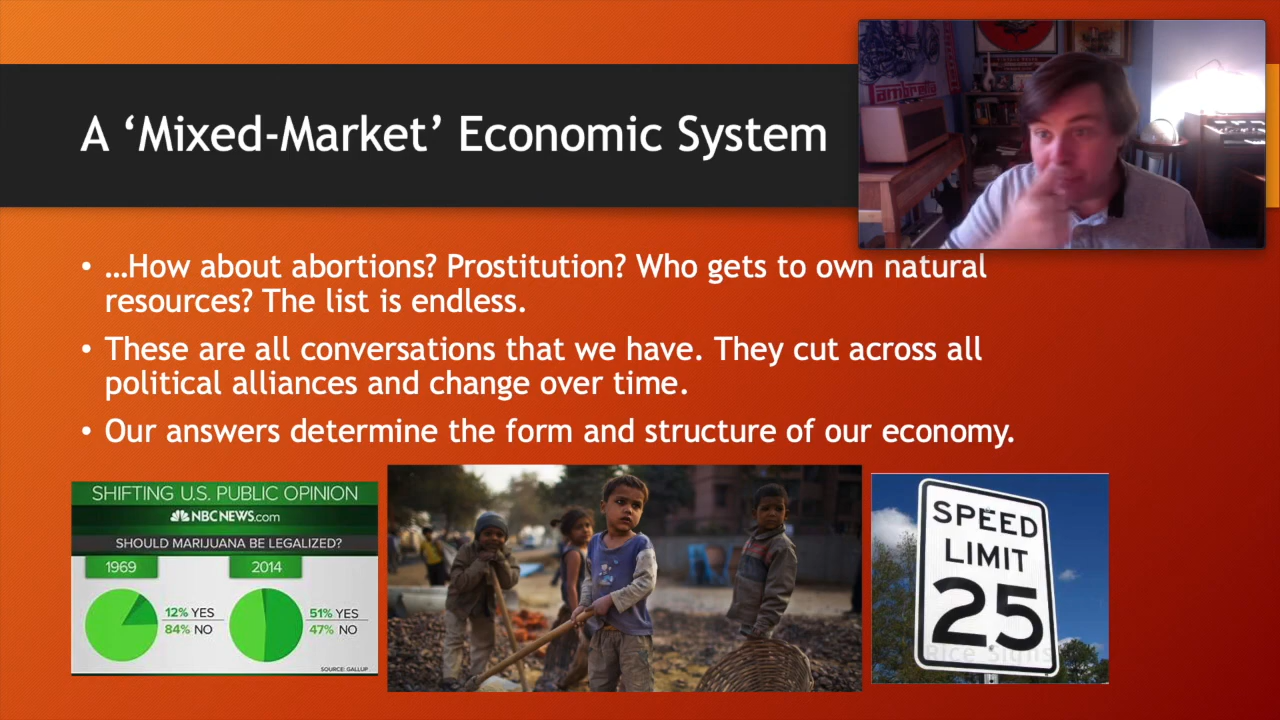 A ‘Mixed-Market’ Economic System
Lambretta
• …How about abortions? Prostitution? Who gets to own natural
resources? The list is endless.
• These are all conversations that we have. They cut across all
political alliances and change over time.
• Our answers determine the form and structure of our economy.
SHIFTING U.S. PUBLIC OPINION
NBCNEWS.com
SHOULD MARIJUANA BE LEGALIZED?
1969
2014
12% YES
84% NO
51% YES
47% NO
SOURCE: GALLUP
SPEED
LIMIT
25
Rice Signs